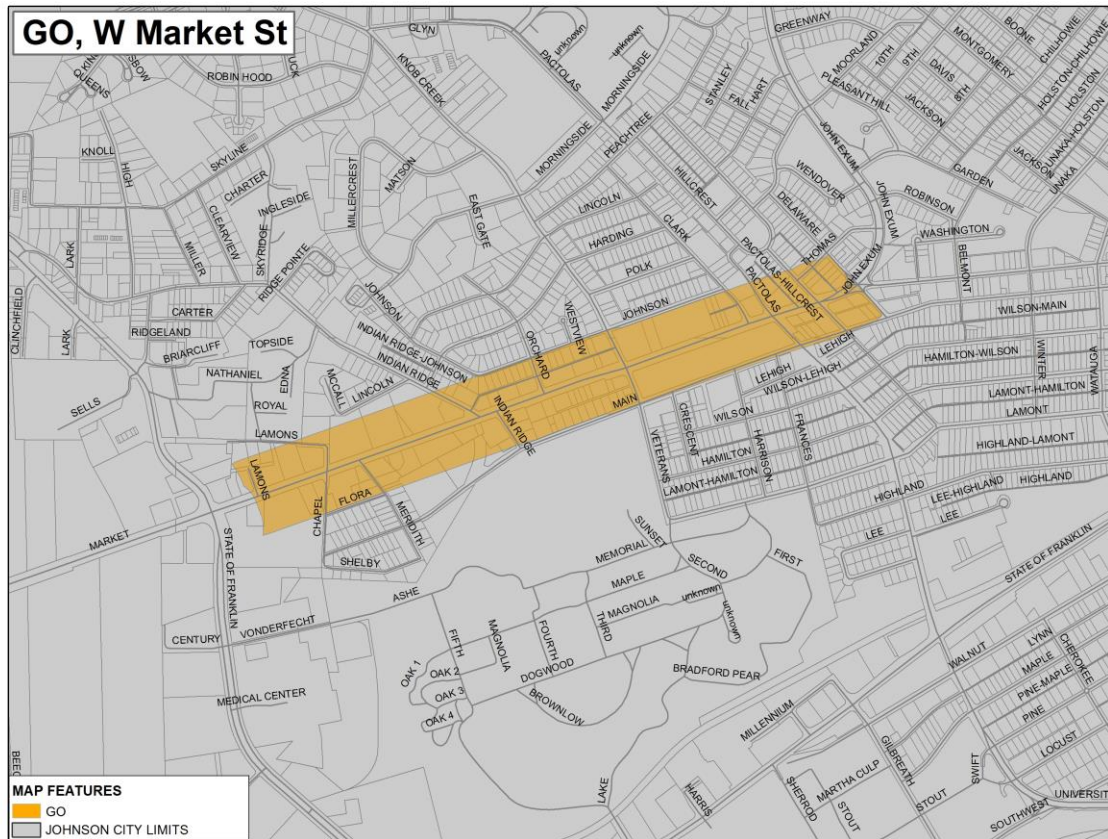 GO, W Market St
GLYN
ROBIN HOOD
QUEENS
KNOB CREEK
PACTOLAS
unknown
unknown
MORNINGSIDE
STANLEY
FALL-HART
GREENWAY
MOORLAND
10TH
9TH
DAVIS
8TH
BOONE
MONTGOMERY
CHILHOWIE
HOLSTON-CHILHOWIE
HOLSTON
UNAKA-HOLSTON
UNAKA
PLEASANT HILL
JACKSON
JACKSON
GARDEN
JOHN EXUM
JOHN EXUM
JOHN EXUM
KNOLL
HIGH
SKYLINE
CHARTER
INGLESIDE
CLEARVIEW
SKYRIDGE
MILLER
MILLERCREST
MATSON
MORNINGSIDE
PEACHTREE
EAST GATE
LINCOLN
HARDING
POLK
JOHNSON
CLARK
HILLCREST
WENDOVER
DELAWARE
THOMAS
ROBINSON
WASHINGTON
BELMONT
PACTOLAS-HILLCREST
PACTOLAS
LARK
LARK
CLINCHFIELD
RIDGE POINTE
CARTER
RIDGELAND
BRIARCLIFF
TOPSIDE
NATHANIEL
EDNA
ROYAL
SELLS
LAMONS
LAMONS
MCCALL
LINCOLN
JOHNSON
INDIAN RIDGE-JOHNSON
INDIAN RIDGE
INDIAN RIDGE
ORCHARD
WESTVIEW
MAIN
LEHIGH
LEHIGH
WILSON-LEHIGH
WILSON-MAIN
HAMILTON-WILSON
WINTER
WATAUGA
LAMONT-HAMILTON
LAMONT
HIGHLAND-LAMONT
HIGHLAND
HIGHLAND
LEE-HIGHLAND
LEE
LEE
CRESCENT
WILSON
HAMILTON
HARRISON
FRANCES
LAMONT-HAMILTON
VETERANS
CHAPEL
FLORA
MERIDITH
SHELBY
MARKET
STATE OF FRANKLIN
STATE OF FRANKLIN
SUNSET
MEMORIAL
MAPLE
SECOND
FIRST
MAGNOLIA
unknown
unknown
THIRD
FOURTH
MAGNOLIA
FIFTH
ASHE
CENTURY
VONDERFECHT
OAK 1
OAK 2
OAK 3
OAK 4
DOGWOOD
BROWNLOW
BRADFORD PEAR
MEDICAL CENTER
LAKE
HARRIS
MILLENNIUM
WALNUT
LYNN
CHEROKEE
MAPLE
PINE-MAPLE
PINE
LOCUST
SHERROD
MARTHA CULP
STOUT
STOUT
GILBREATH
SWIFT
SOUTHWEST
MAP FEATURES
GO
JOHNSON CITY LIMITS